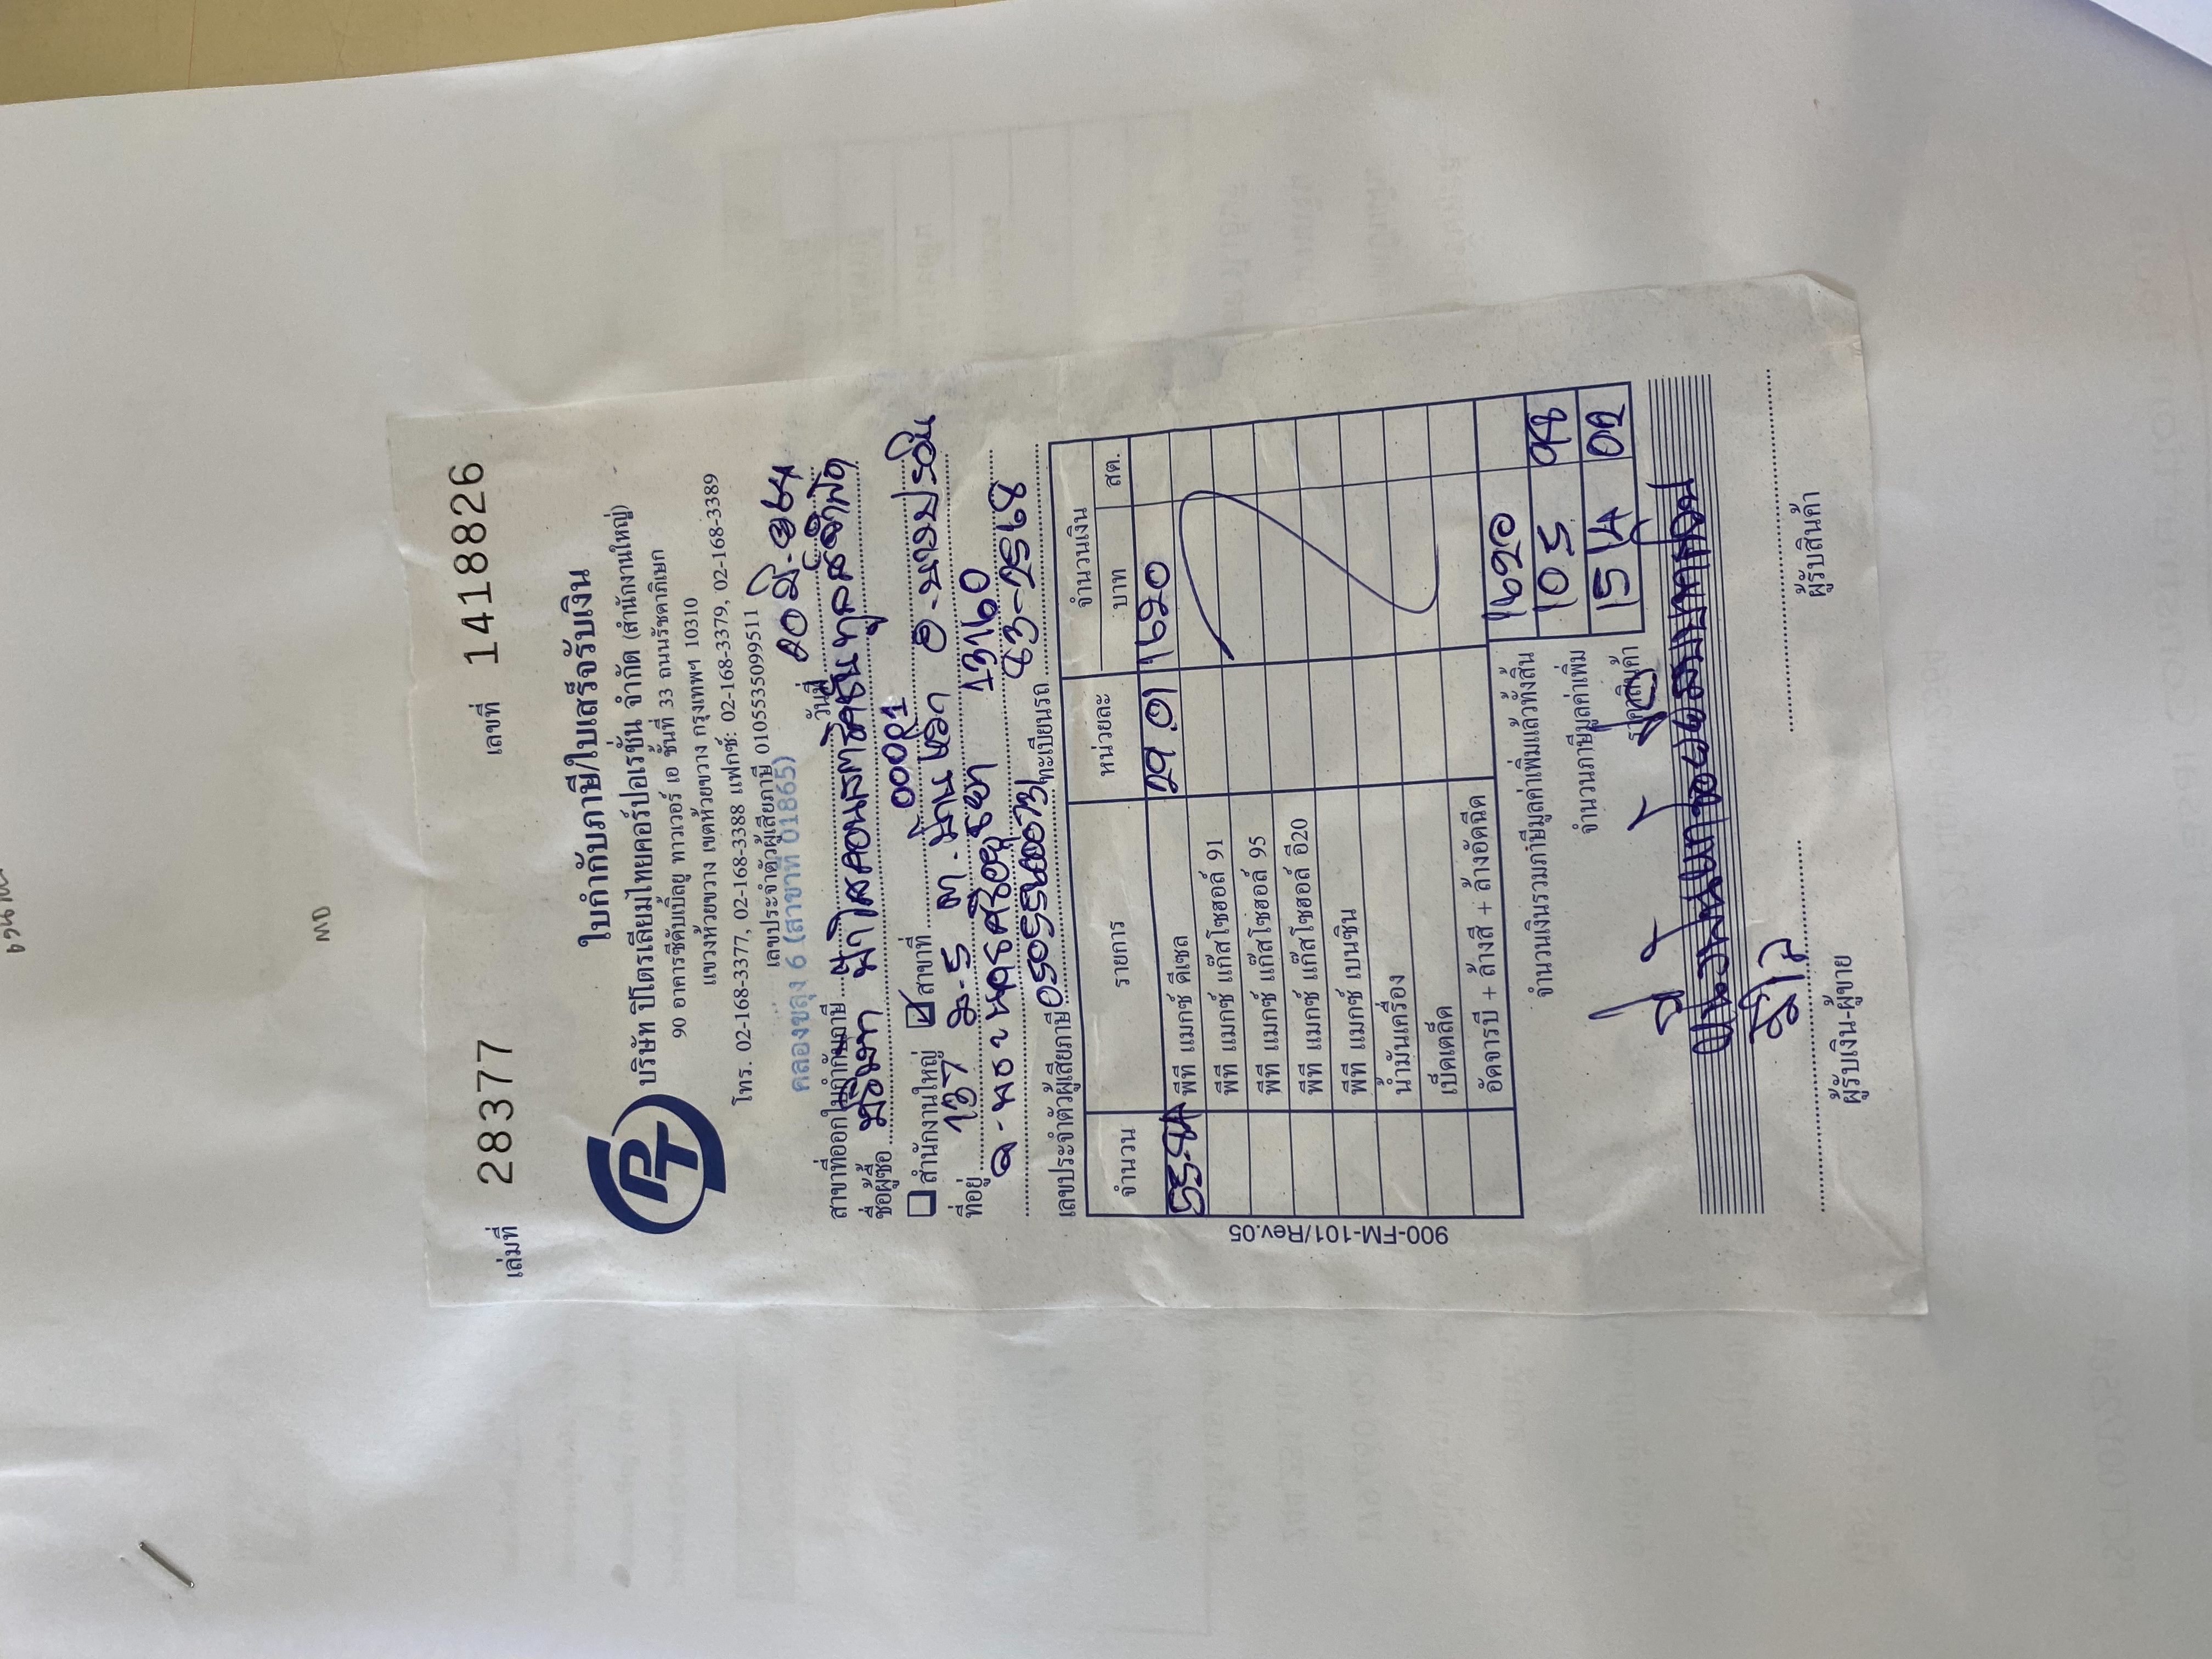 MD
เล่มที่ 28377 เลขที่ 1418826
ใบกำกับภาษี/ใบเสร็จรับเงิน
PT
บริษัท ปิโตรเลียมไทยคอร์ปอเรชั่น จำกัด (สำนักงานใหญ่)
90 อาคารซีดับเบิ้ลยู ทาวเวอร์ เอ ชั้นที่ 33 ถนนรัชดาภิเษก
แขวงห้วยขวาง เขตห้วยขวาง กรุงเทพฯ 10310
โทร. 02-168-3377, 02-168-3388 แฟกซ์: 02-168-3379, 02-168-3389
เลขประจำตัวผู้เสียภาษี 0105535099511
คลองขลุง 6 (สาขาที่ 01865)
สาขาที่ออกใบกำกับภาษี วันที่ 20 มิ.
ชื่อผู้ซื้อ บริษัท คอนสตรัคชั่น ทูลส์ จำกัด
สำนักงานใหญ่ สาขาที่ 00001
ที่อยู่ 137 ม.5 ต.บ้านหว้า อ.บางปะอิน
จ.พระนครศรีอยุธยา 13160
เลขประจำตัวผู้เสียภาษี ทะเบียนรถ 83-2568
จำนวน รายการ หน่วยละ จำนวนเงิน
บาท สต.
55.84 พีที แมกซ์ ดีเซล 29.01 1620
พีที แมกซ์ แก๊สโซฮอล์ 91
พีที แมกซ์ แก๊สโซฮอล์ 95
พีที แมกซ์ แก๊สโซฮอล์ อี20
พีที แมกซ์ เบนซิน
น้ำมันเครื่อง
เบ็ดเตล็ด
อัดจารบี + ล้างสี + ล้างอัดฉีด
900-FM-101/Rev.05
จำนวนเงินรวมภาษีมูลค่าเพิ่มแล้วทั้งสิ้น 1620
จำนวนภาษีมูลค่าเพิ่ม 105 98
ราคาสินค้า 1514 02
หนึ่งพันหกร้อยยี่สิบบาทถ้วน
ผู้รับเงิน-ผู้ขาย ผู้รับสินค้า